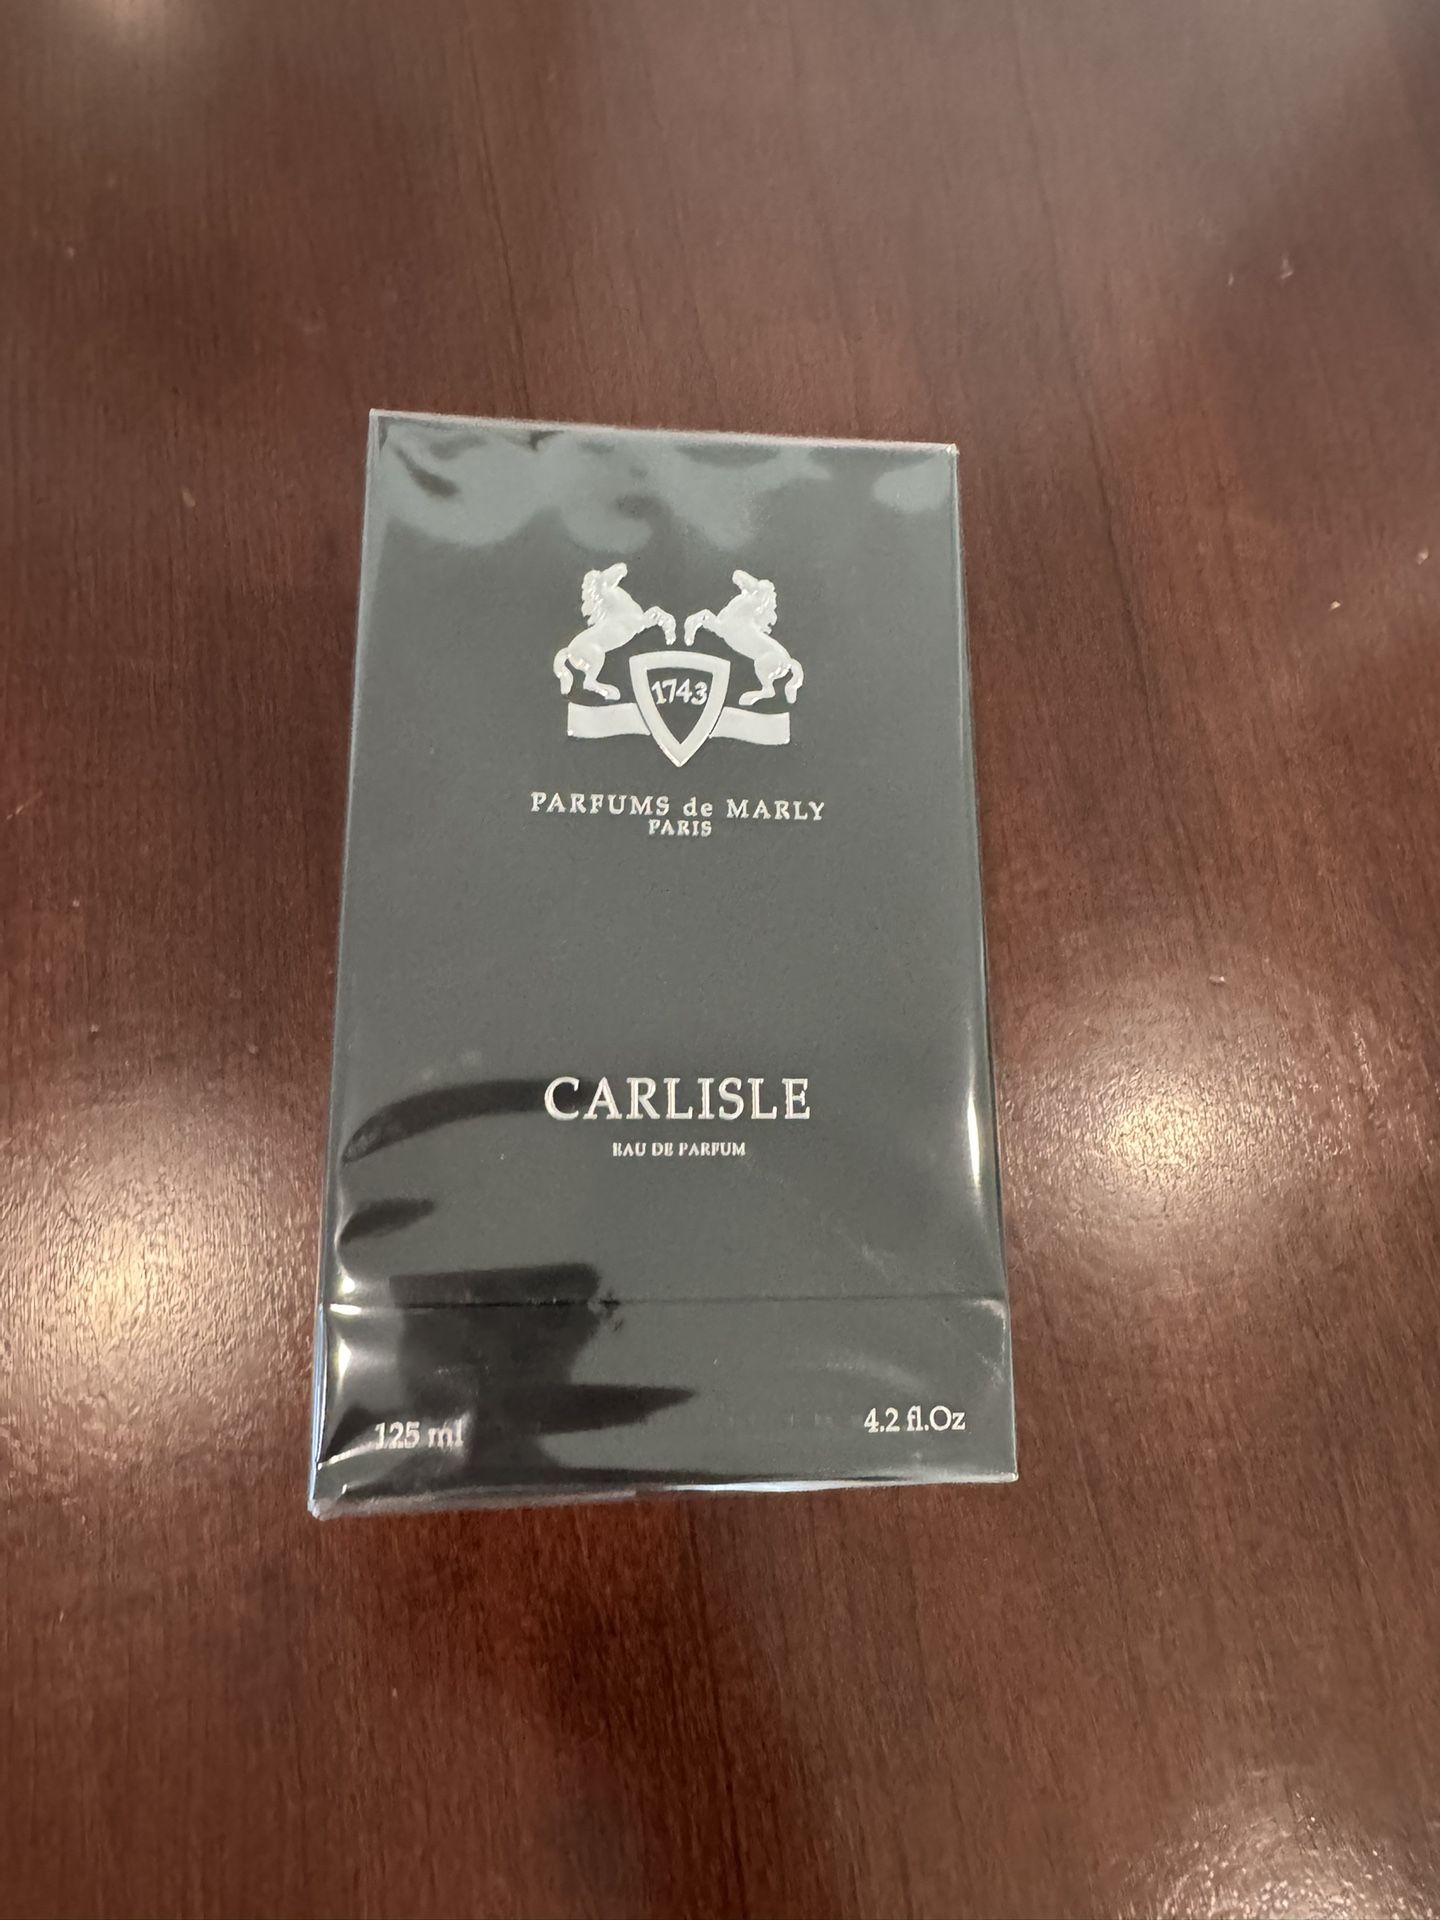 1743
PARFUMS de MARLY
PARIS
CARLISLE
EAU DE PARFUM
125 ml
4.2 fl.Oz